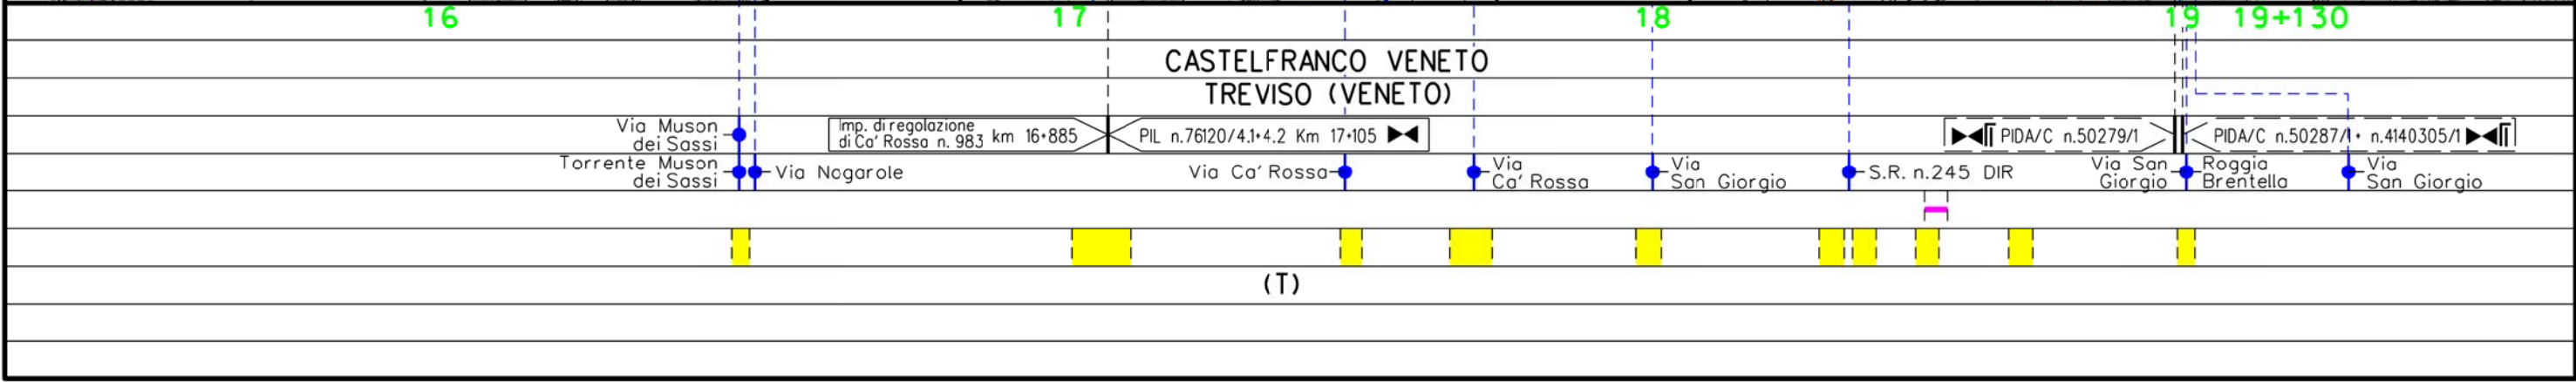 16 17 18 19 19+130
CASTELFRANCO VENETO
TREVISO (VENETO)
Via Muson
dei Sassi
Imp. di regolazione
di Ca' Rossa n. 983 km 16+885
PIL n.76120/4.1+4.2 Km 17+105
PIDA/C n.50279/1
PIDA/C n.50287/1+ n.4140305/1
Torrente Muson
dei Sassi
Via Nogarole
Via Ca' Rossa
Via
Ca' Rossa
Via
San Giorgio
S.R. n.245 DIR
Via San
Giorgio
Roggia
Brentella
Via
San Giorgio
(T)